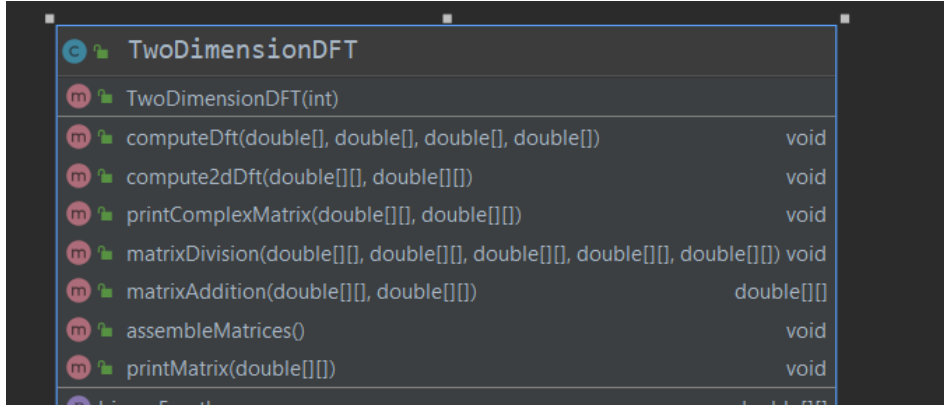 C TwoDimensionDFT
m TwoDimensionDFT(int)
m computeDft(double[], double[], double[], double[]) void
m compute2dDft(double[][], double[][]) void
m printComplexMatrix(double[][], double[][]) void
m matrixDivision(double[][], double[][], double[][], double[][], double[][]) void
m matrixAddition(double[][], double[][]) double[][]
m assembleMatrices() void
m printMatrix(double[][]) void